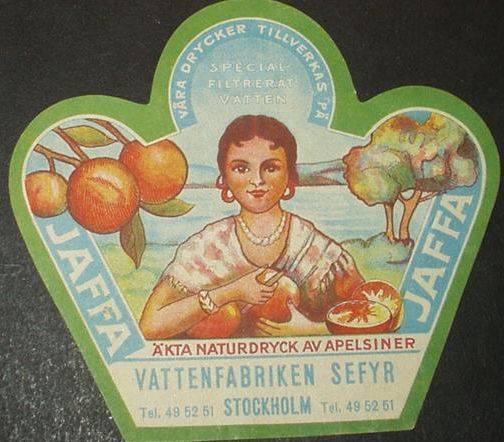 VÅRA DRYCKER TILLVERKAS PÅ
SPECIAL-
FILTRERAT
VATTEN
JAFFA
JAFFA
ÄKTA NATURDRYCK AV APELSINER
VATTENFABRIKEN SEFYR
Tel. 49 52 51 STOCKHOLM Tel. 49 52 51